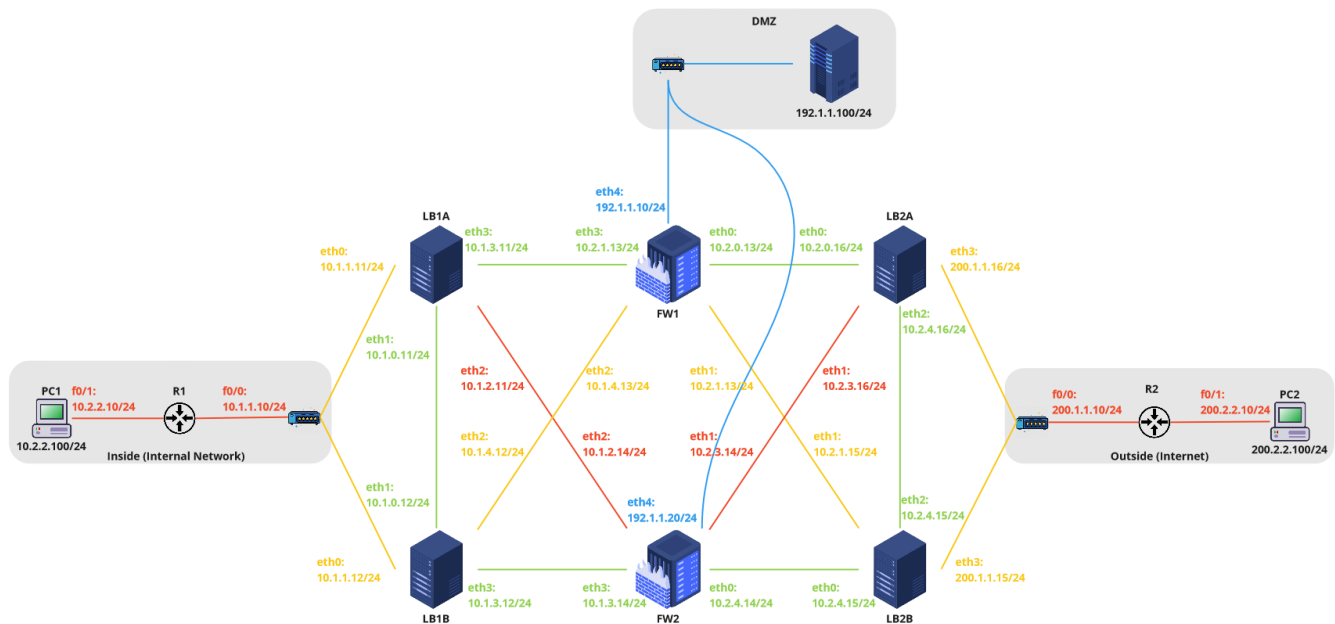 DMZ
192.1.1.100/24
eth4:
192.1.1.10/24
LB1A
LB2A
eth3:
10.1.3.11/24
eth3:
10.2.1.13/24
eth0:
10.2.0.13/24
eth0:
10.2.0.16/24
eth0:
10.1.1.11/24
eth3:
200.1.1.16/24
FW1
eth1:
10.1.0.11/24
eth2:
10.2.4.16/24
eth2:
10.1.2.11/24
eth2:
10.1.4.13/24
eth1:
10.2.1.13/24
eth1:
10.2.3.16/24
PC1
f0/1:
10.2.2.10/24
R1
f0/0:
10.1.1.10/24
10.2.2.100/24
Inside (Internal Network)
f0/0:
200.1.1.10/24
R2
f0/1:
200.2.2.10/24
PC2
200.2.2.100/24
Outside (Internet)
eth2:
10.1.4.12/24
eth2:
10.1.2.14/24
eth1:
10.2.3.14/24
eth1:
10.2.1.15/24
eth1:
10.1.0.12/24
eth4:
192.1.1.20/24
eth2:
10.2.4.15/24
eth0:
10.1.1.12/24
eth3:
200.1.1.15/24
eth3:
10.1.3.12/24
eth3:
10.1.3.14/24
eth0:
10.2.4.14/24
eth0:
10.2.4.15/24
LB1B
FW2
LB2B